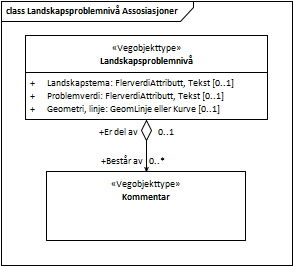 class Landskapsproblemnivå Assosiasjoner
«Vegobjekttype»
Landskapsproblemnivå
+ Landskapstema: FlerverdiAttributt, Tekst [0..1]
+ Problemverdi: FlerverdiAttributt, Tekst [0..1]
+ Geometri, linje: GeomLinje eller Kurve [0..1]
+Er del av 0..1
+Består av 0..*
«Vegobjekttype»
Kommentar